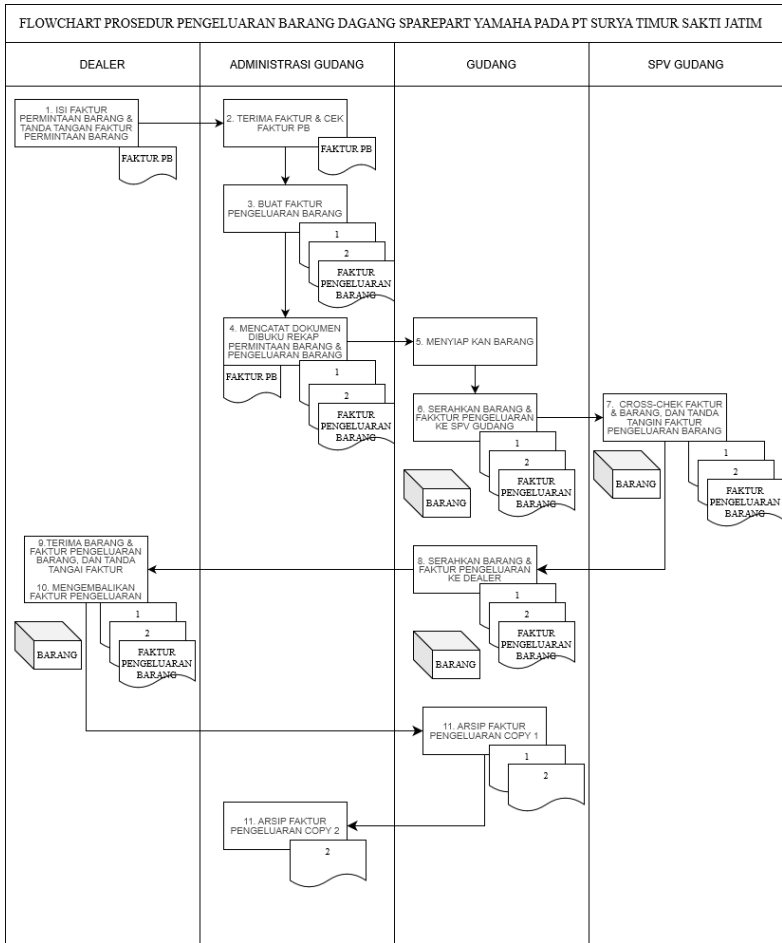 FLOWCHART PROSEDUR PENGELUARAN BARANG DAGANG SPAREPART YAMAHA PADA PT SURYA TIMUR SAKTI JATIM
DEALER
ADMINISTRASI GUDANG
GUDANG
SPV GUDANG
1. ISI FAKTUR
PERMINTAAN BARANG &
TANDA TANGAN FAKTUR
PERMINTAAN BARANG
FAKTUR PB
2. TERIMA FAKTUR & CEK
FAKTUR PB
FAKTUR PB
3. BUAT FAKTUR
PENGELUARAN BARANG
1
2
FAKTUR
PENGELUARAN
BARANG
4. MENCATAT DOKUMEN
DIBUKU REKAP
PERMINTAAN BARANG &
PENGELUARAN BARANG
FAKTUR PB
1
2
FAKTUR
PENGELUARAN
BARANG
5. MENYIAP KAN BARANG
6. SERAHKAN BARANG &
FAKKTUR PENGELUARAN
KE SPV GUDANG
1
2
FAKTUR
PENGELUARAN
BARANG
BARANG
7. CROSS-CHEK FAKTUR
& BARANG, DAN TANDA
TANGIN FAKTUR
PENGELUARAN BARANG
1
2
FAKTUR
PENGELUARAN
BARANG
BARANG
8. SERAHKAN BARANG &
FAKTUR PENGELUARAN
KE DEALER
1
2
FAKTUR
PENGELUARAN
BARANG
BARANG
9.TERIMA BARANG &
FAKTUR PENGELUARAN
BARANG, DAN TANDA
TANGAI FAKTUR
10. MENGEMBALIKAN
FAKTUR PENGELUARAN
1
2
FAKTUR
PENGELUARAN
BARANG
BARANG
11. ARSIP FAKTUR
PENGELUARAN COPY 1
1
2
11. ARSIP FAKTUR
PENGELUARAN COPY 2
2